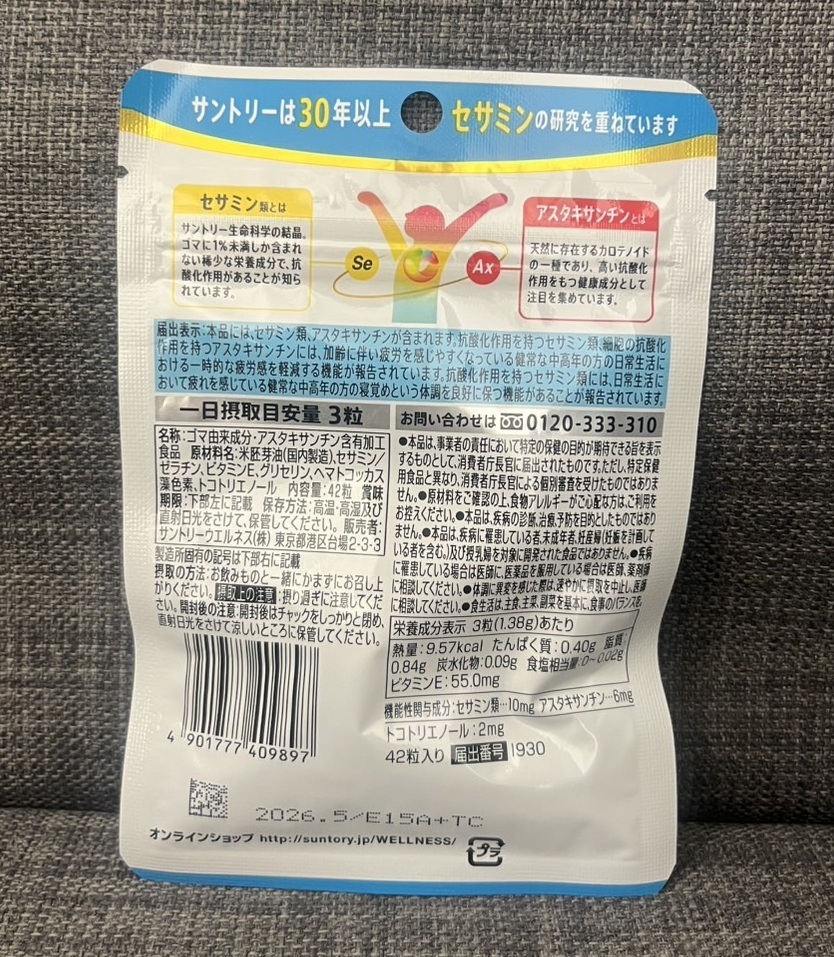 サントリーは30年以上 セサミンの研究を重ねています
セサミン類とは
サントリー生命科学の結晶。
ゴマに1%未満しか含まれ
ない稀少な栄養成分で、抗
酸化作用があることが知ら
れています。
Se
Ax
アスタキサンチンとは
天然に存在するカロテノイド
の一種であり、高い抗酸化
作用をもつ健康成分として
注目を集めています。
届出表示:本品には、セサミン類、アスタキサンチンが含まれます。抗酸化作用を持つセサミン類、細胞の抗酸化
作用を持つアスタキサンチンには、加齢に伴い疲労を感じやすくなっている健常な中高年の方の日常生活に
おける一時的な疲労感を軽減する機能が報告されています。抗酸化作用を持つセサミン類には、日常生活に
おいて疲れを感じている健常な中高年の方の寝覚めという体調を良好に保つ機能があることが報告されています。
一日摂取目安量 3粒
名称:ゴマ由来成分・アスタキサンチン含有加工
食品 原材料名:米胚芽油(国内製造)、セサミン/
ゼラチン、ビタミンE、グリセリン、ヘマトコッカス
藻色素、トコトリエノール 内容量:42粒 賞味
期限:下部左に記載 保存方法:高温・高湿及び
直射日光をさけて、保管してください。 販売者:
サントリーウエルネス(株) 東京都港区台場2-3-3
製造所固有の記号は下部右に記載
摂取の方法:お飲みものと一緒にかまずにお召し上
がりください。 摂取上の注意:摂り過ぎに注意してくだ
さい。開封後の注意:開封後はチャックをしっかりと閉め、
直射日光をさけて涼しいところに保管してください。
4 901777 409897
お問い合わせは 0120-333-310
●本品は、事業者の責任において特定の保健の目的が期待できる旨を表示
するものとして、消費者庁長官に届出されたものです。ただし、特定保健
用食品と異なり、消費者庁長官による個別審査を受けたものではありま
せん。●原材料をご確認の上、食物アレルギーがご心配な方は、ご利用を
お控えください。●本品は、疾病の診断、治療、予防を目的としたものではあり
ません。●本品は、疾病に罹患している者、未成年者、妊産婦(妊娠を計画して
いる者を含む。)及び授乳婦を対象に開発された食品ではありません。●疾病
に罹患している場合は医師に、医薬品を服用している場合は医師、薬剤師
に相談してください。●体調に異変を感じた際は、速やかに摂取を中止し、医師
に相談してください。●食生活は、主食、主菜、副菜を基本に、食事のバランスを。
栄養成分表示 3粒(1.38g)あたり
熱量:9.57kcal たんぱく質:0.40g 脂質:
0.84g 炭水化物:0.09g 食塩相当量:0~0.02g
ビタミンE:55.0mg
機能性関与成分:セサミン類…10mg アスタキサンチン…6mg
トコトリエノール:2mg
42粒入り 届出番号 I930
2026.5/E15A+TC
オンラインショップ http://suntory.jp/WELLNESS/
プラ